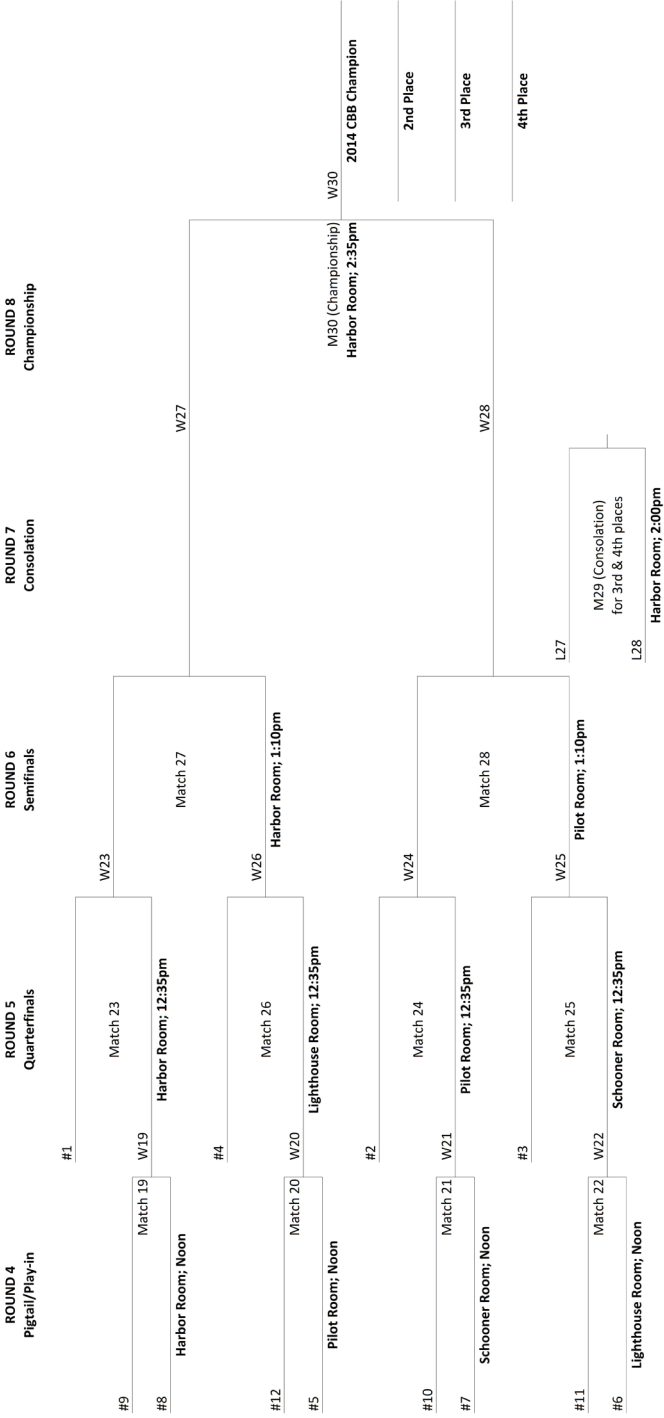 ROUND 4
Pigtail/Play-in
ROUND 5
Quarterfinals
ROUND 6
Semifinals
ROUND 7
Consolation
ROUND 8
Championship
#9
Match 19
#8
Harbor Room; Noon
#12
Match 20
#5
Pilot Room; Noon
#10
Match 21
#7
Schooner Room; Noon
#11
Match 22
#6
Lighthouse Room; Noon
#1
Match 23
W19
Harbor Room; 12:35pm
#4
Match 26
W20
Lighthouse Room; 12:35pm
#2
Match 24
W21
Pilot Room; 12:35pm
#3
Match 25
W22
Schooner Room; 12:35pm
W23
Match 27
W26
Harbor Room; 1:10pm
W24
Match 28
W25
Pilot Room; 1:10pm
L27
M29 (Consolation)
for 3rd & 4th places
L28
Harbor Room; 2:00pm
W27
M30 (Championship)
Harbor Room; 2:35pm
W28
W30
2014 CBB Champion
2nd Place
3rd Place
4th Place